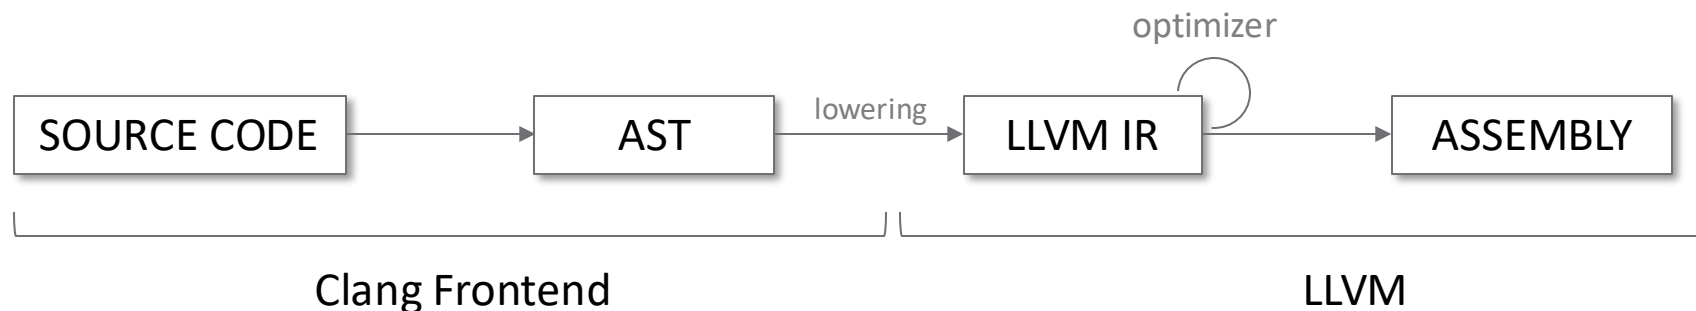 optimizer
SOURCE CODE
AST
lowering
LLVM IR
ASSEMBLY
Clang Frontend
LLVM